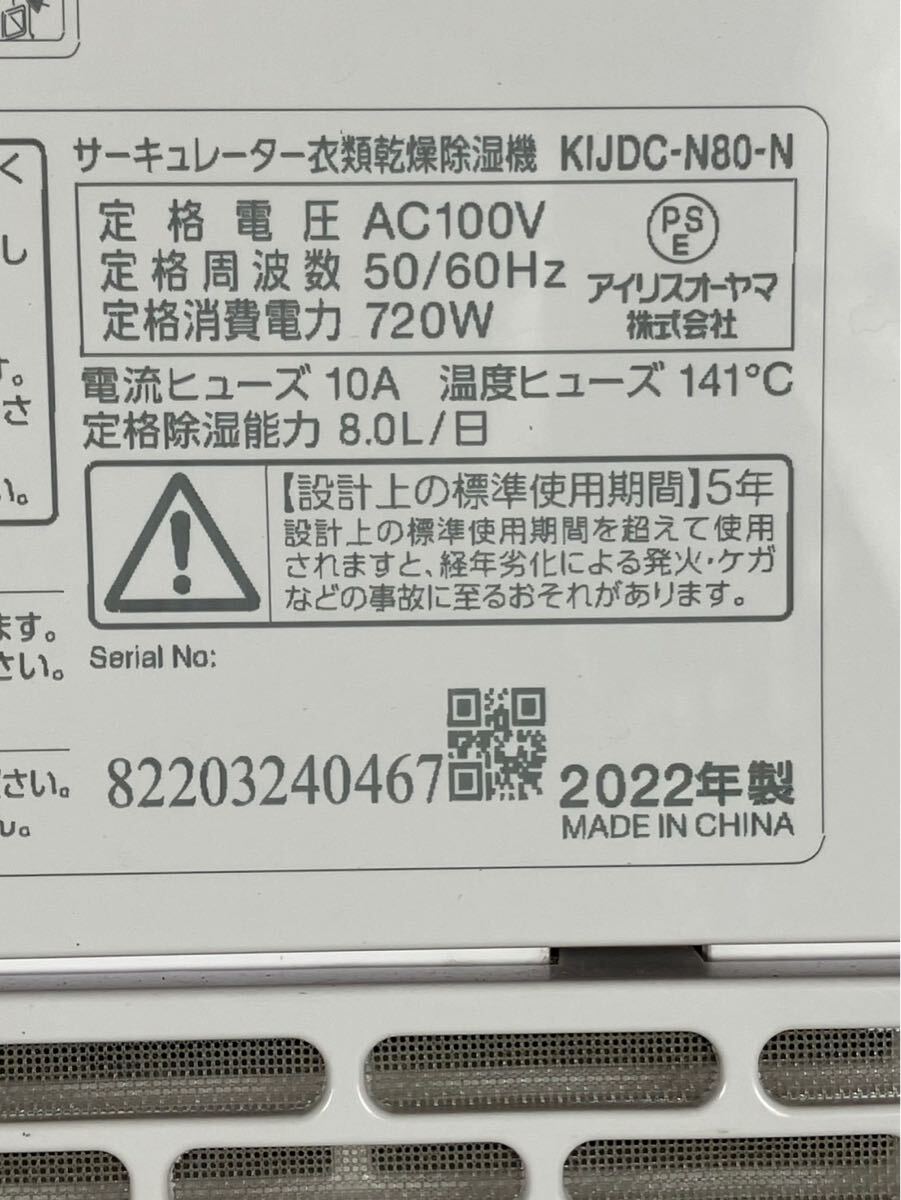 く
し
す。
さ
い。
ます。
さい。
ださい。
ん。
サーキュレーター衣類乾燥除湿機 KIJDC-N80-N
定格電圧 AC100V
定格周波数 50/60Hz
定格消費電力 720W
PS
E
アイリスオーヤマ
株式会社
電流ヒューズ 10A 温度ヒューズ 141°C
定格除湿能力 8.0L/日
【設計上の標準使用期間】5年
設計上の標準使用期間を超えて使用
されますと、経年劣化による発火・ケガ
などの事故に至るおそれがあります。
Serial No:
82203240467
2022年製
MADE IN CHINA